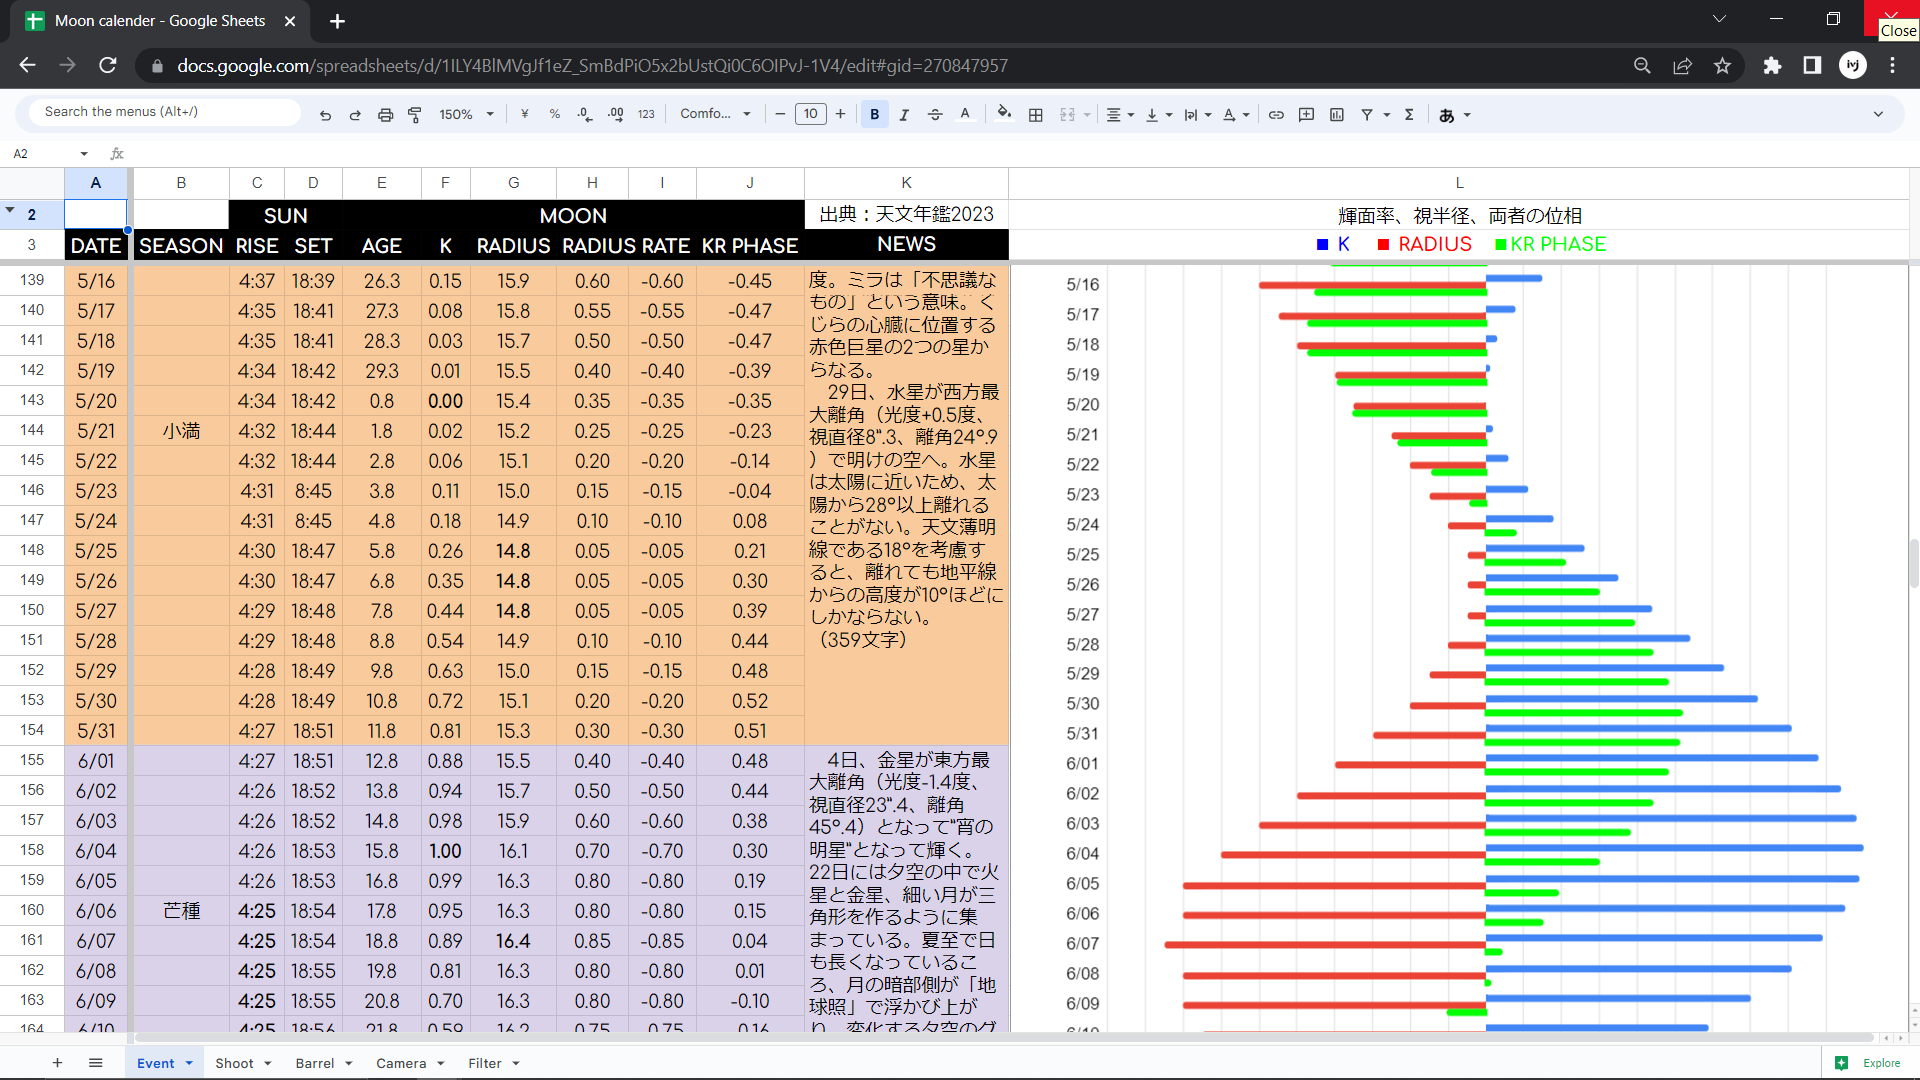 Moon calender - Google Sheets
Close
docs.google.com/spreadsheets/d/1ILY4BlMVgJf1eZ_SmBdPiO5x2bUstQi0C6OIPvJ-1V4/edit#gid=270847957
ivj
Search the menus (Alt+/)
150% ¥ % .0 .00 123 Comfo... 10 B I A あ
A2 fx
A B C D E F G H I J K L
2 SUN MOON 出典：天文年鑑2023 輝面率、視半径、両者の位相
3 DATE SEASON RISE SET AGE K RADIUS RADIUS RATE KR PHASE NEWS K RADIUS KR PHASE
139 5/16 4:37 18:39 26.3 0.15 15.9 0.60 -0.60 -0.45
140 5/17 4:35 18:41 27.3 0.08 15.8 0.55 -0.55 -0.47
141 5/18 4:35 18:41 28.3 0.03 15.7 0.50 -0.50 -0.47
142 5/19 4:34 18:42 29.3 0.01 15.5 0.40 -0.40 -0.39
143 5/20 4:34 18:42 0.8 0.00 15.4 0.35 -0.35 -0.35
144 5/21 小満 4:32 18:44 1.8 0.02 15.2 0.25 -0.25 -0.23
145 5/22 4:32 18:44 2.8 0.06 15.1 0.20 -0.20 -0.14
146 5/23 4:31 8:45 3.8 0.11 15.0 0.15 -0.15 -0.04
147 5/24 4:31 8:45 4.8 0.18 14.9 0.10 -0.10 0.08
148 5/25 4:30 18:47 5.8 0.26 14.8 0.05 -0.05 0.21
149 5/26 4:30 18:47 6.8 0.35 14.8 0.05 -0.05 0.30
150 5/27 4:29 18:48 7.8 0.44 14.8 0.05 -0.05 0.39
151 5/28 4:29 18:48 8.8 0.54 14.9 0.10 -0.10 0.44
152 5/29 4:28 18:49 9.8 0.63 15.0 0.15 -0.15 0.48
153 5/30 4:28 18:49 10.8 0.72 15.1 0.20 -0.20 0.52
154 5/31 4:27 18:51 11.8 0.81 15.3 0.30 -0.30 0.51
155 6/01 4:27 18:51 12.8 0.88 15.5 0.40 -0.40 0.48
156 6/02 4:26 18:52 13.8 0.94 15.7 0.50 -0.50 0.44
157 6/03 4:26 18:52 14.8 0.98 15.9 0.60 -0.60 0.38
158 6/04 4:26 18:53 15.8 1.00 16.1 0.70 -0.70 0.30
159 6/05 4:26 18:53 16.8 0.99 16.3 0.80 -0.80 0.19
160 6/06 芒種 4:25 18:54 17.8 0.95 16.3 0.80 -0.80 0.15
161 6/07 4:25 18:54 18.8 0.89 16.4 0.85 -0.85 0.04
162 6/08 4:25 18:55 19.8 0.81 16.3 0.80 -0.80 0.01
163 6/09 4:25 18:55 20.8 0.70 16.3 0.80 -0.80 -0.10
164 6/10 4:25 18:56 21.8 0.59 16.2 0.75 -0.75 -0.16
度。ミラは「不思議な
もの」という意味。く
じらの心臓に位置する
赤色巨星の2つの星か
らなる。
29日、水星が西方最
大離角（光度+0.5度、
視直径8”.3、離角24°.9
）で明けの空へ。水星
は太陽に近いため、太
陽から28°以上離れる
ことがない。天文薄明
線である18°を考慮す
ると、離れても地平線
からの高度が10°ほどに
しかならない。
（359文字）
4日、金星が東方最
大離角（光度-1.4度、
視直径23”.4、離角
45°.4）となって”宵の
明星”となって輝く。
22日には夕空の中で火
星と金星、細い月が三
角形を作るように集
まっている。夏至で日
も長くなっているこ
ろ、月の暗部側が「地
球照」で浮かび上が
り、変化する夕空のグ
5/16
5/17
5/18
5/19
5/20
5/21
5/22
5/23
5/24
5/25
5/26
5/27
5/28
5/29
5/30
5/31
6/01
6/02
6/03
6/04
6/05
6/06
6/07
6/08
6/09
6/10
Event Shoot Barrel Camera Filter Explore